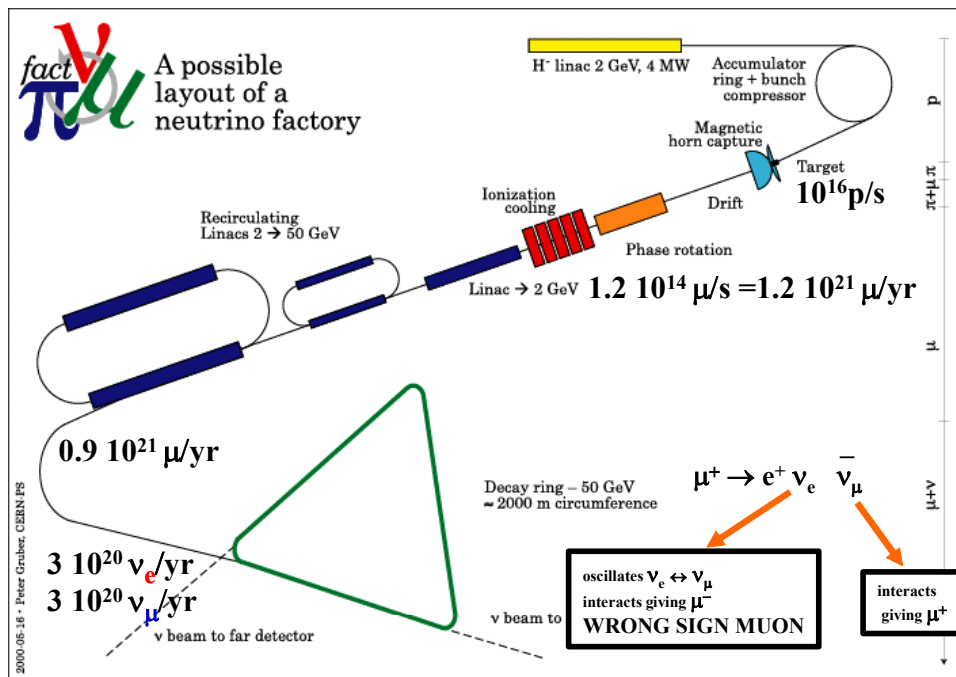 fact
ν
π μ
A possible
layout of a
neutrino factory
H⁻ linac 2 GeV, 4 MW
Accumulator
ring + bunch
compressor
p
Magnetic
horn capture
Target
10¹⁶p/s
π
π+μ
Drift
Ionization
cooling
Phase rotation
Recirculating
Linacs 2 → 50 GeV
Linac → 2 GeV
1.2 10¹⁴ μ/s =1.2 10²¹ μ/yr
μ
0.9 10²¹ μ/yr
Decay ring – 50 GeV
≈ 2000 m circumference
μ⁺ → e⁺ νₑ ν̄_μ
μ+ν
3 10²⁰ νₑ/yr
3 10²⁰ ν_μ/yr
ν beam to far detector
ν beam to
oscillates νₑ ↔ ν_μ
interacts giving μ⁻
WRONG SIGN MUON
interacts
giving μ⁺
2000-05-16 • Peter Gruber, CERN-PS